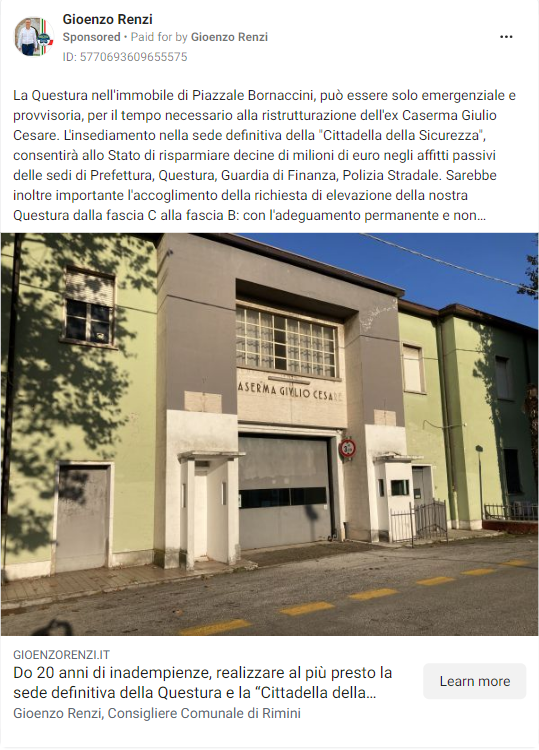 Gioenzo Renzi
Sponsored • Paid for by Gioenzo Renzi
ID: 5770693609655575
La Questura nell'immobile di Piazzale Bornaccini, può essere solo emergenziale e
provvisoria, per il tempo necessario alla ristrutturazione dell'ex Caserma Giulio
Cesare. L'insediamento nella sede definitiva della "Cittadella della Sicurezza",
consentirà allo Stato di risparmiare decine di milioni di euro negli affitti passivi
delle sedi di Prefettura, Questura, Guardia di Finanza, Polizia Stradale. Sarebbe
inoltre importante l'accoglimento della richiesta di elevazione della nostra
Questura dalla fascia C alla fascia B: con l'adeguamento permanente e non...
ASERMA GIVLIO CESARE
GIOENZORENZI.IT
Do 20 anni di inadempienze, realizzare al più presto la
sede definitiva della Questura e la “Cittadella della...
Learn more
Gioenzo Renzi, Consigliere Comunale di Rimini